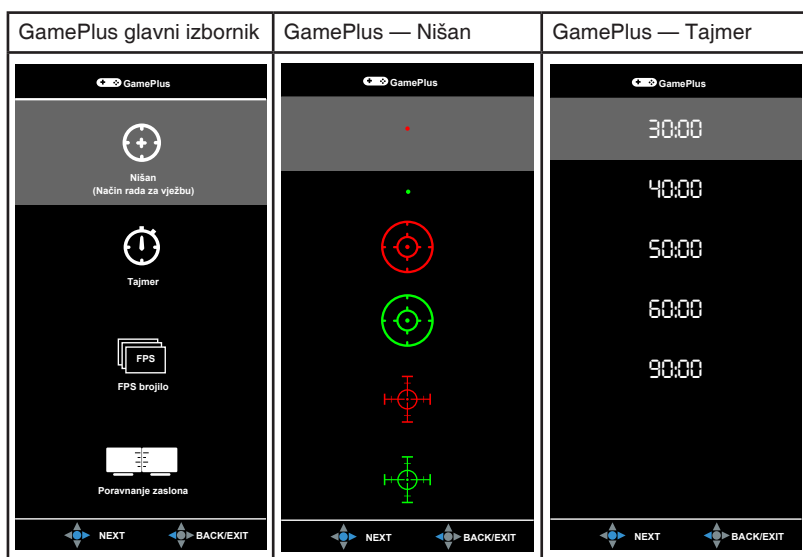 GamePlus glavni izbornik
GamePlus — Nišan
GamePlus — Tajmer
GamePlus
Nišan
(Način rada za vježbu)
Tajmer
FPS
FPS brojilo
Poravnanje zaslona
NEXT BACK/EXIT
GamePlus
NEXT BACK/EXIT
GamePlus
30:00
40:00
50:00
60:00
90:00
NEXT BACK/EXIT